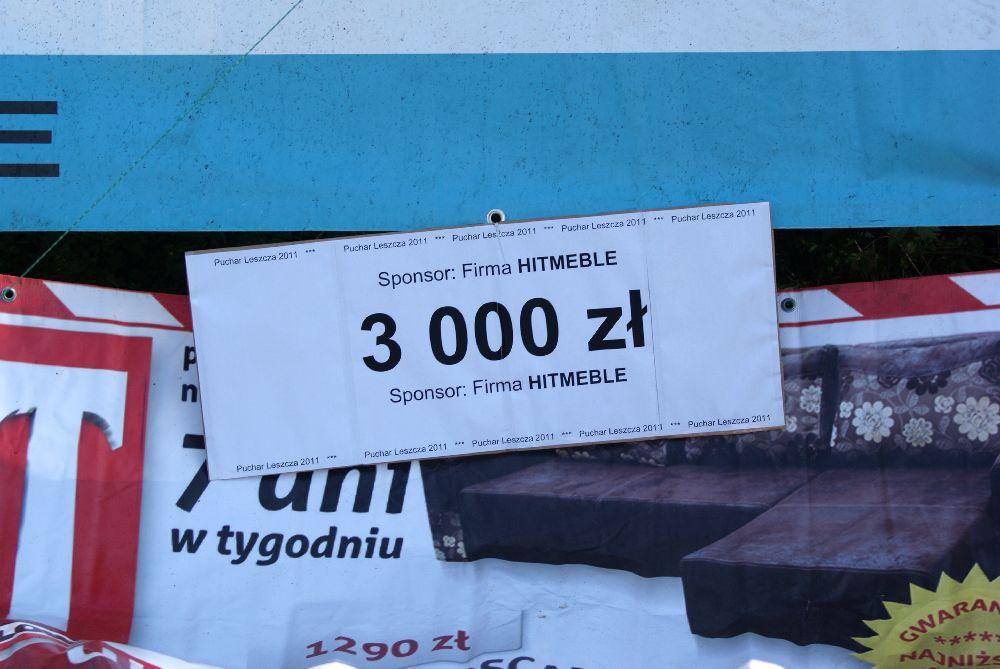 Puchar Leszcza 2011 *** Puchar Leszcza 2011 *** Puchar Leszcza 2011 *** Puchar Leszcza 2011 *** Puchar Leszcza 2011
Sponsor: Firma HITMEBLE
3 000 zł
Sponsor: Firma HITMEBLE
Puchar Leszcza 2011 *** Puchar Leszcza 2011 *** Puchar Leszcza 2011 *** Puchar Leszcza 2011 *** Puchar Leszcza 2011
7 dni
w tygodniu
1290 zł
*****